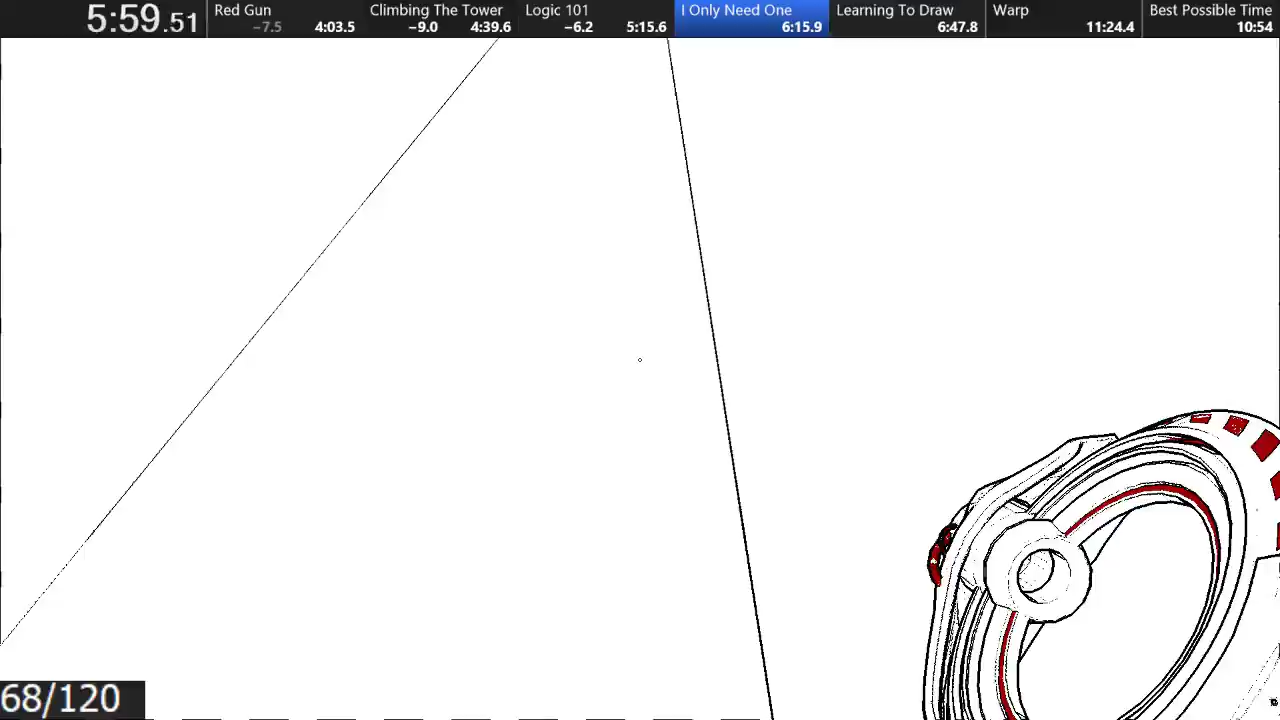 5:59.51
Red Gun
−7.5 4:03.5
Climbing The Tower
−9.0 4:39.6
Logic 101
−6.2 5:15.6
I Only Need One
6:15.9
Learning To Draw
6:47.8
Warp
11:24.4
Best Possible Time
10:54
68/120